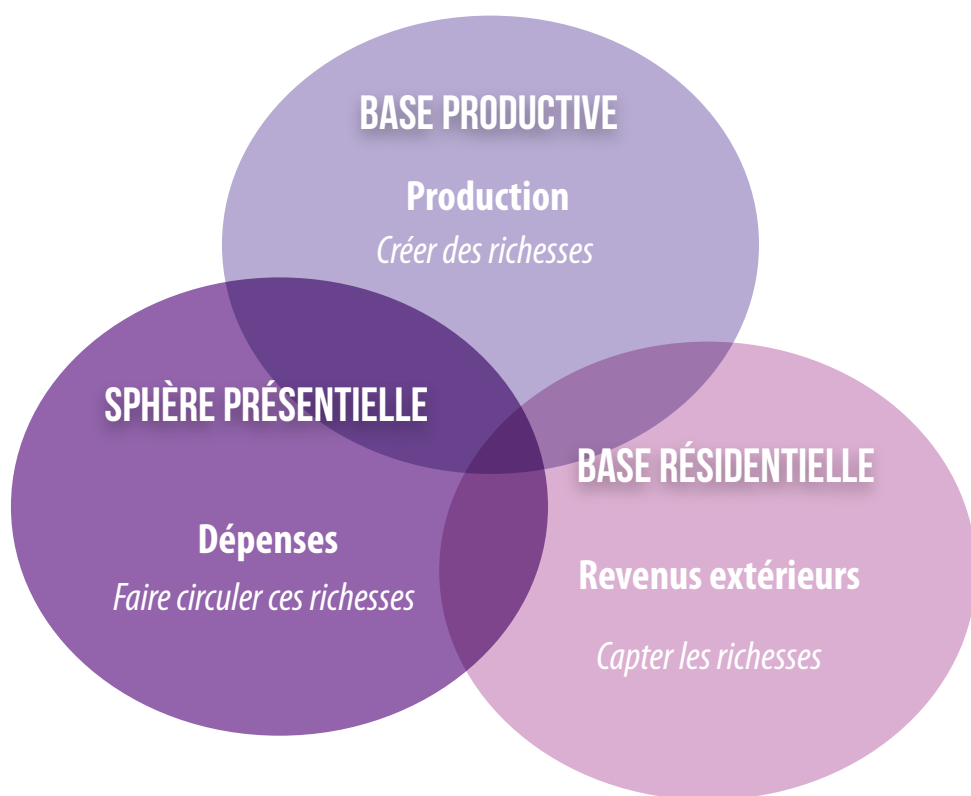 BASE PRODUCTIVE
Production
Créer des richesses
SPHÈRE PRÉSENTIELLE
Dépenses
Faire circuler ces richesses
BASE RÉSIDENTIELLE
Revenus extérieurs
Capter les richesses